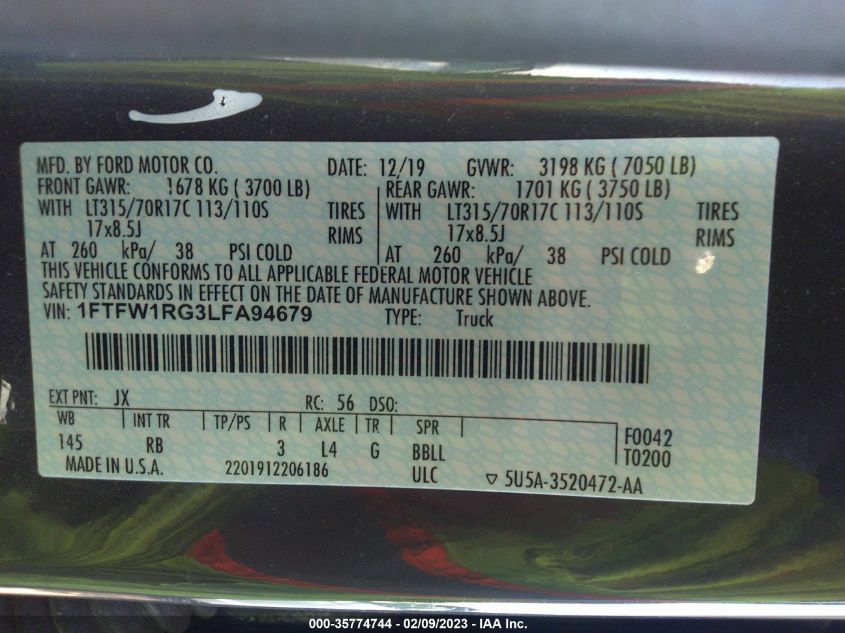 MFD. BY FORD MOTOR CO. DATE: 12/19 GVWR: 3198 KG ( 7050 LB)
FRONT GAWR: 1678 KG ( 3700 LB) REAR GAWR: 1701 KG ( 3750 LB)
WITH LT315/70R17C 113/110S TIRES WITH LT315/70R17C 113/110S TIRES
17x8.5J RIMS 17x8.5J RIMS
AT 260 kPa/ 38 PSI COLD AT 260 kPa/ 38 PSI COLD
THIS VEHICLE CONFORMS TO ALL APPLICABLE FEDERAL MOTOR VEHICLE
SAFETY STANDARDS IN EFFECT ON THE DATE OF MANUFACTURE SHOWN ABOVE.
VIN: 1FTFW1RG3LFA94679 TYPE: Truck
EXT PNT: JX RC: 56 DSO:
WB INT TR TP/PS R AXLE TR SPR
145 RB 3 L4 G BBLL F0042
T0200
MADE IN U.S.A. 2201912206186 ULC ▽ 5U5A-3520472-AA
000-35774744 - 02/09/2023 - IAA Inc.